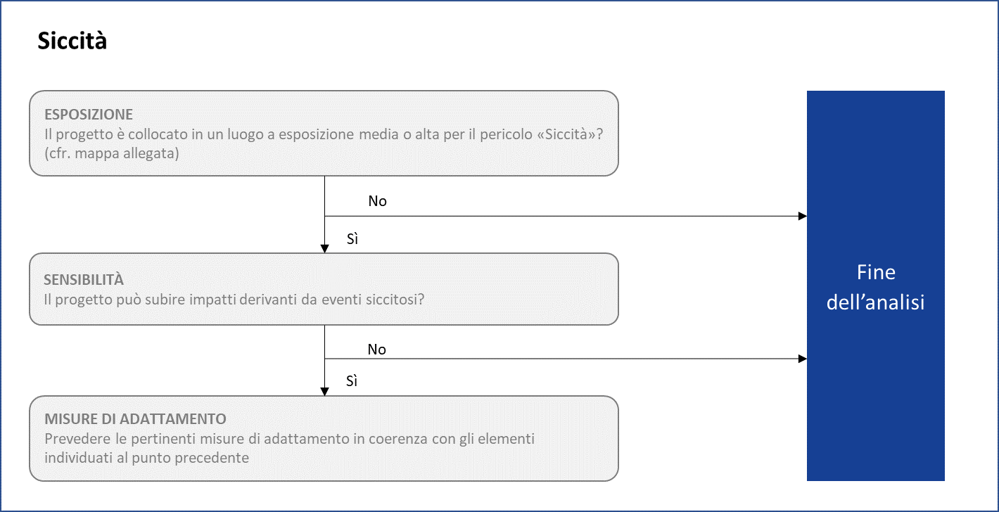 Siccità
ESPOSIZIONE
Il progetto è collocato in un luogo a esposizione media o alta per il pericolo «Siccità»?
(cfr. mappa allegata)
No
Sì
SENSIBILITÀ
Il progetto può subire impatti derivanti da eventi siccitosi?
No
Sì
MISURE DI ADATTAMENTO
Prevedere le pertinenti misure di adattamento in coerenza con gli elementi
individuati al punto precedente
Fine
dell’analisi